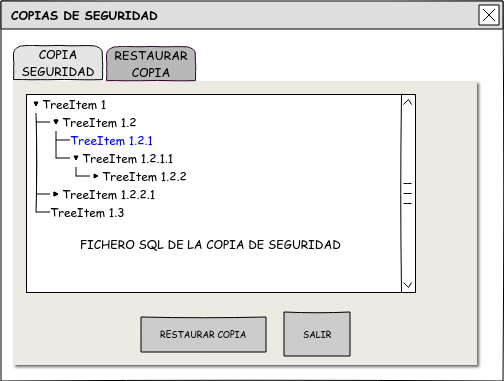 COPIAS DE SEGURIDAD
COPIA
SEGURIDAD
RESTAURAR
COPIA
TreeItem 1
TreeItem 1.2
TreeItem 1.2.1
TreeItem 1.2.1.1
TreeItem 1.2.2
TreeItem 1.2.2.1
TreeItem 1.3
FICHERO SQL DE LA COPIA DE SEGURIDAD
RESTAURAR COPIA
SALIR